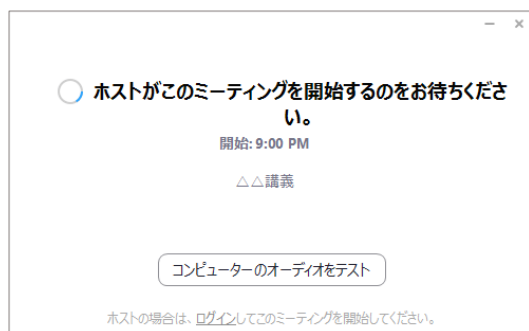 ホストがこのミーティングを開始するのをお待ちくださ
い。
開始: 9:00 PM
△△講義
コンピューターのオーディオをテスト
ホストの場合は、ログインしてこのミーティングを開始してください。